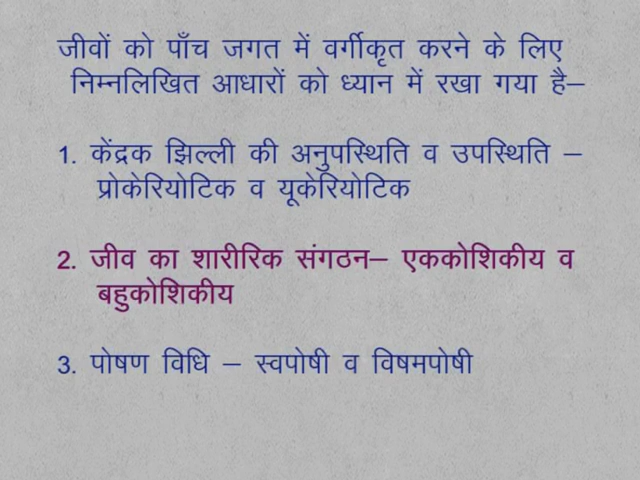 जीवों को पाँच जगत में वर्गीकृत करने के लिए
निम्नलिखित आधारों को ध्यान में रखा गया है–
1. केंद्रक झिल्ली की अनुपस्थिति व उपस्थिति –
प्रोकेरियोटिक व यूकेरियोटिक
2. जीव का शारीरिक संगठन– एककोशिकीय व
बहुकोशिकीय
3. पोषण विधि – स्वपोषी व विषमपोषी